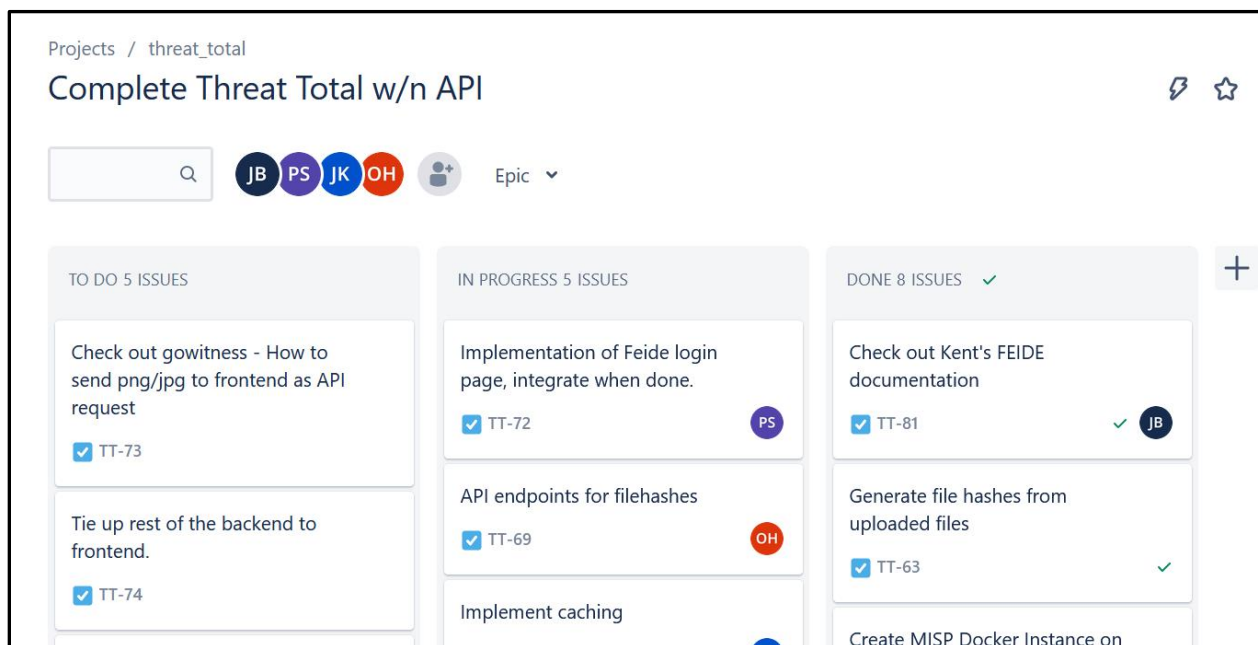 Projects / threat_total
Complete Threat Total w/n API
JB PS JK OH
Epic
TO DO 5 ISSUES
Check out gowitness - How to
send png/jpg to frontend as API
request
TT-73
Tie up rest of the backend to
frontend.
TT-74
IN PROGRESS 5 ISSUES
Implementation of Feide login
page, integrate when done.
TT-72
PS
API endpoints for filehashes
TT-69
OH
Implement caching
DONE 8 ISSUES
Check out Kent's FEIDE
documentation
TT-81
JB
Generate file hashes from
uploaded files
TT-63
Create MISP Docker Instance on